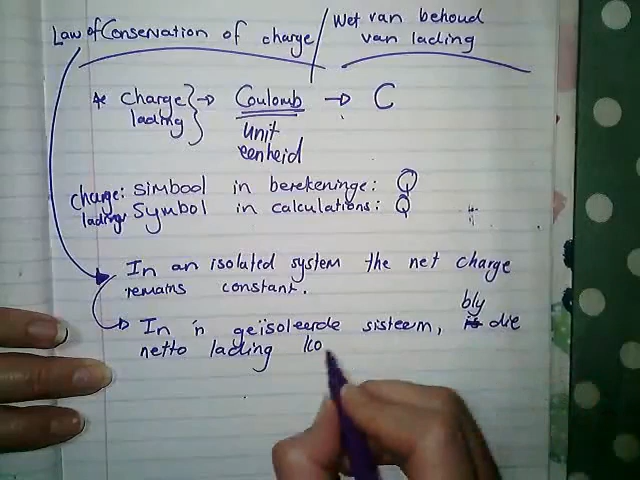 Law of Conservation of charge / Wet van behoud
van lading
* Charge } → Coulomb → C
lading
unit
eenheid
charge: simbool in berekeninge: Q
lading: symbol in calculations: Q
In an isolated system the net charge
remains constant.
bly
In 'n geïsoleerde sisteem, die
netto lading ko